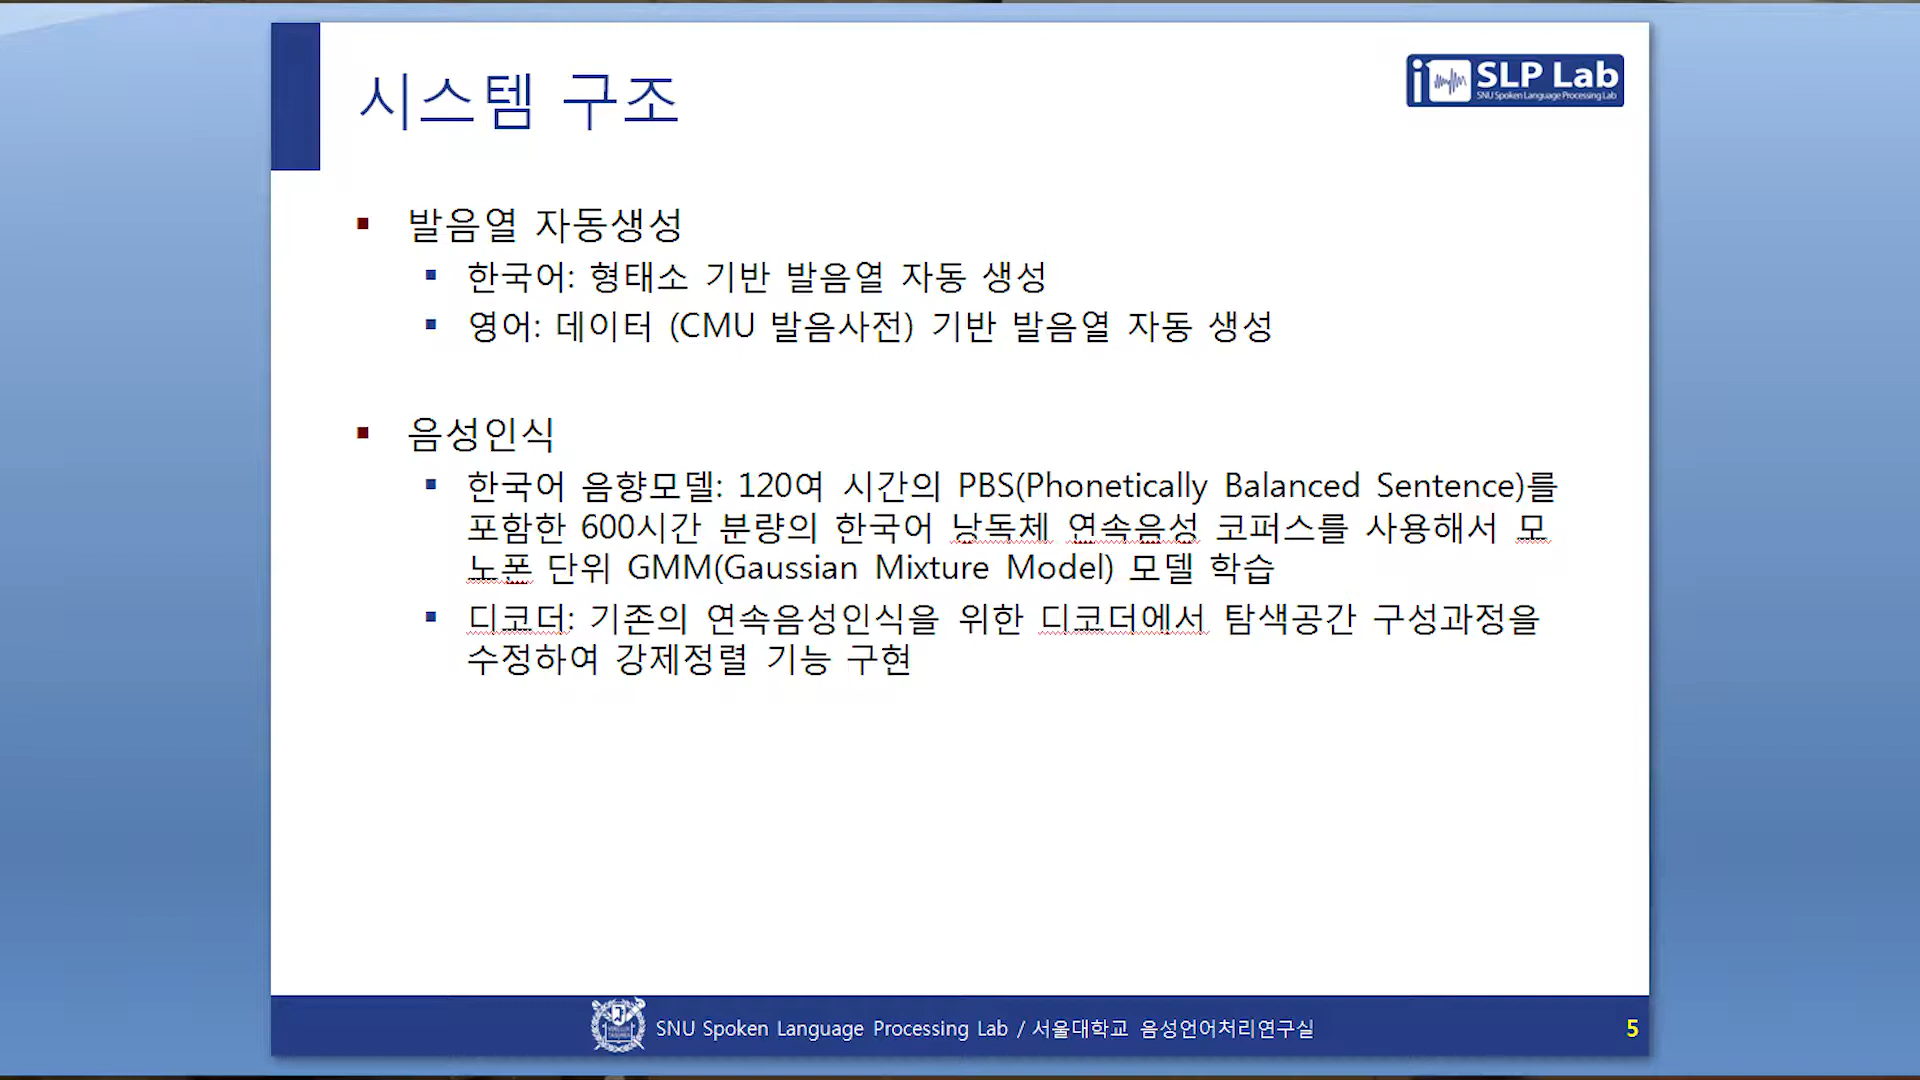 시스템 구조
i SLP Lab
SNU Spoken Language Processing Lab
발음열 자동생성
한국어: 형태소 기반 발음열 자동 생성
영어: 데이터 (CMU 발음사전) 기반 발음열 자동 생성
음성인식
한국어 음향모델: 120여 시간의 PBS(Phonetically Balanced Sentence)를
포함한 600시간 분량의 한국어 낭독체 연속음성 코퍼스를 사용해서 모
노폰 단위 GMM(Gaussian Mixture Model) 모델 학습
디코더: 기존의 연속음성인식을 위한 디코더에서 탐색공간 구성과정을
수정하여 강제정렬 기능 구현
SNU Spoken Language Processing Lab / 서울대학교 음성언어처리연구실
5